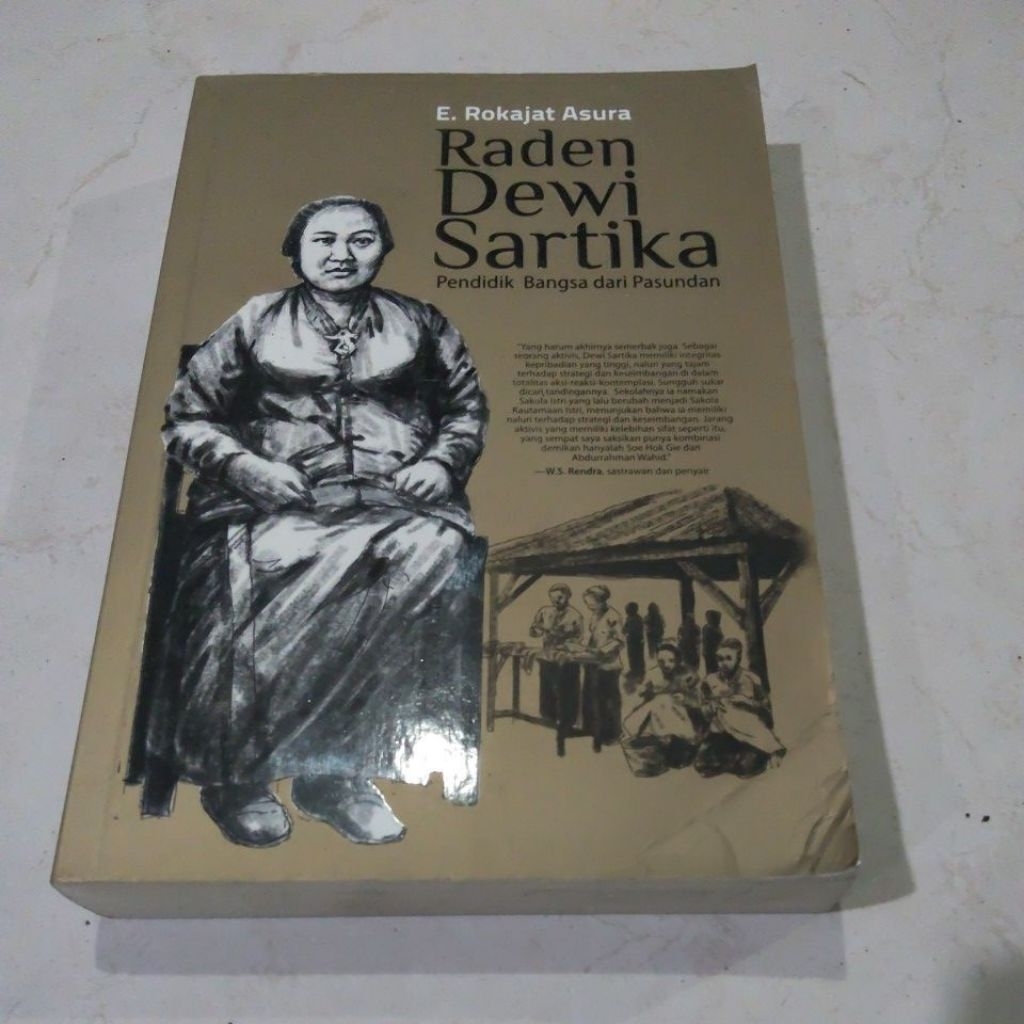 E. Rokajat Asura
Raden
Dewi
Sartika
Pendidik Bangsa dari Pasundan
"Yang harum akhirnya semerbak juga. Sebagai
seorang aktivis, Dewi Sartika memiliki integritas
kepribadian yang tinggi, naluri yang tajam
terhadap strategi dan keseimbangan di dalam
totalitas aksi-reaksi-kontemplasi. Sungguh sukar
dicari tandingannya. Sekolahnya ia namakan
Sakola Istri yang lalu berubah menjadi Sakola
Kautamaan Istri, menunjukan bahwa ia memiliki
naluri terhadap strategi dan keseimbangan. Jarang
aktivis yang memiliki kelebihan sifat seperti itu,
yang sempat saya saksikan punya kombinasi
demikan hanyalah Soe Hok Gie dan
Abdurrahman Wahid."
—W.S. Rendra, sastrawan dan penyair